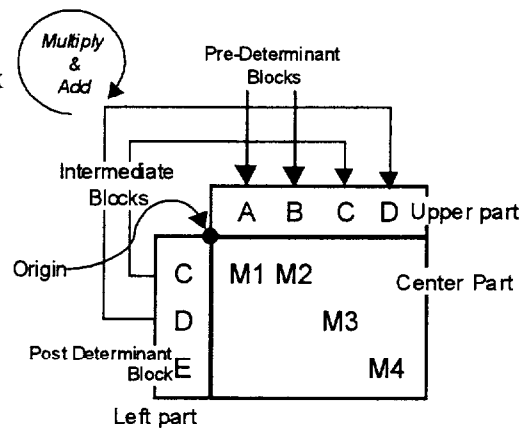 Multiply
&
Add
Pre-Determinant
Blocks
Intermediate
Blocks
A B C D Upper part
Origin
C M1 M2 Center Part
D M3
Post Determinant
Block E M4
Left part